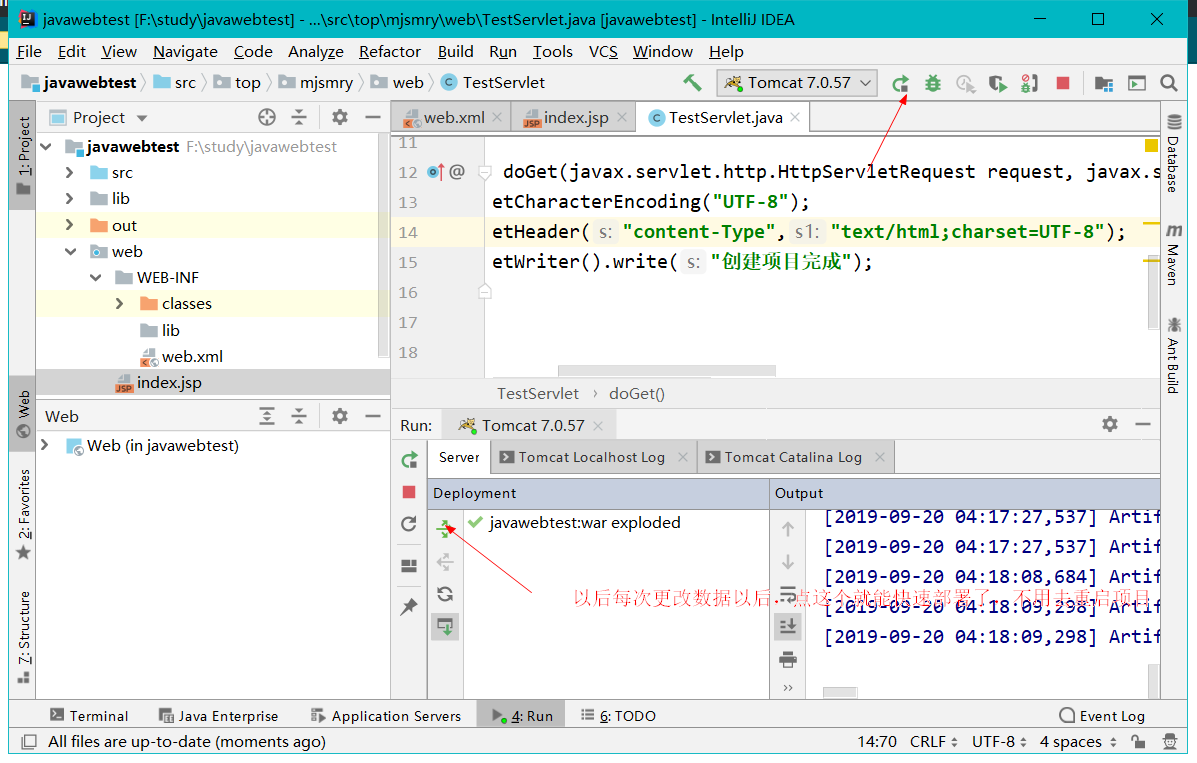 javawebtest [F:\study\javawebtest] - ...\src\top\mjsmry\web\TestServlet.java [javawebtest] - IntelliJ IDEA
File Edit View Navigate Code Analyze Refactor Build Run Tools VCS Window Help
javawebtest src top mjsmry web TestServlet Tomcat 7.0.57
1: Project
Web
2: Favorites
7: Structure
Project
javawebtest F:\study\javawebtest
src
lib
out
web
WEB-INF
classes
lib
web.xml
index.jsp
Web
Web (in javawebtest)
web.xml index.jsp TestServlet.java
11
12 @ doGet(javax.servlet.http.HttpServletRequest request, javax.s
13 etCharacterEncoding("UTF-8");
14 etHeader( s: "content-Type", s1: "text/html;charset=UTF-8");
15 etWriter().write( s: "创建项目完成");
16
17
18
TestServlet › doGet()
Database
Maven
Ant Build
Run: Tomcat 7.0.57
Server Tomcat Localhost Log Tomcat Catalina Log
Deployment Output
javawebtest:war exploded
[2019-09-20 04:17:27,537] Artif
[2019-09-20 04:17:27,537] Artif
[2019-09-20 04:18:08,684] Artif
以后每次更改数据以后，点这个就能快速部署了，不用去重启项目
[2019-09-20 04:18:09,298] Artif
[2019-09-20 04:18:09,298] Artif
Terminal Java Enterprise Application Servers 4: Run 6: TODO Event Log
All files are up-to-date (moments ago) 14:70 CRLF UTF-8 4 spaces